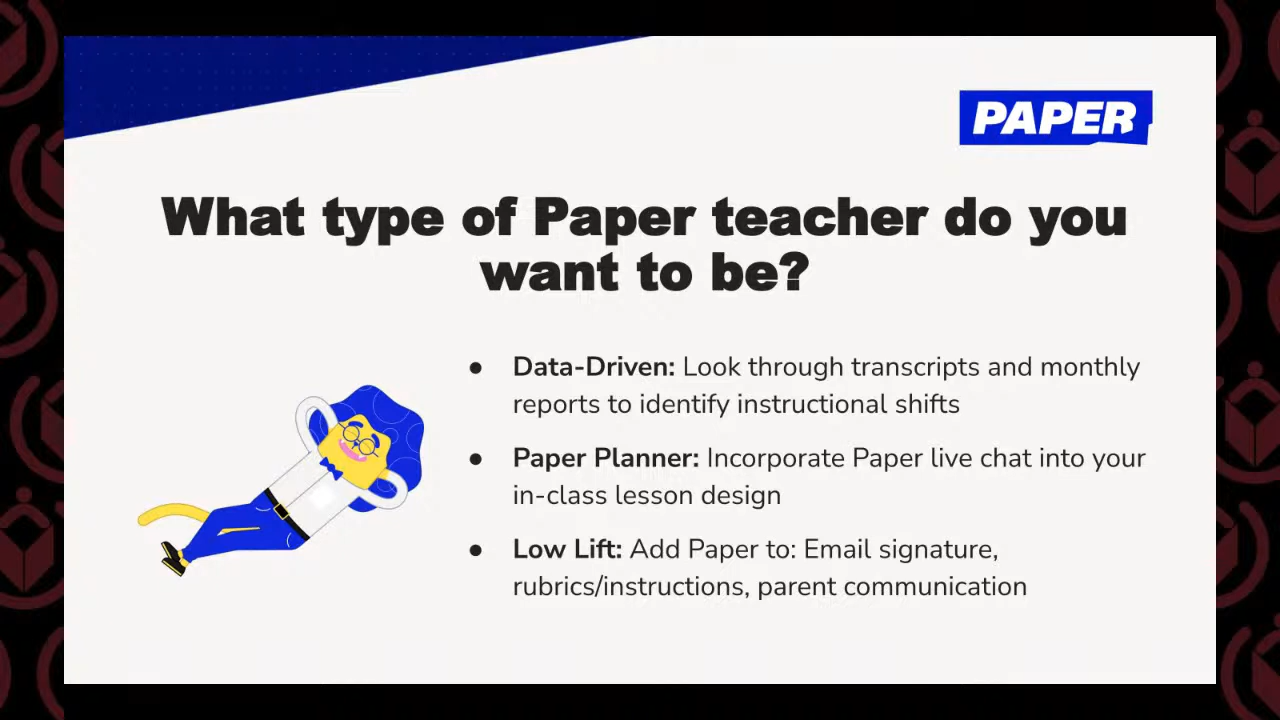 PAPER
What type of Paper teacher do you
want to be?
● Data-Driven: Look through transcripts and monthly
reports to identify instructional shifts
● Paper Planner: Incorporate Paper live chat into your
in-class lesson design
● Low Lift: Add Paper to: Email signature,
rubrics/instructions, parent communication